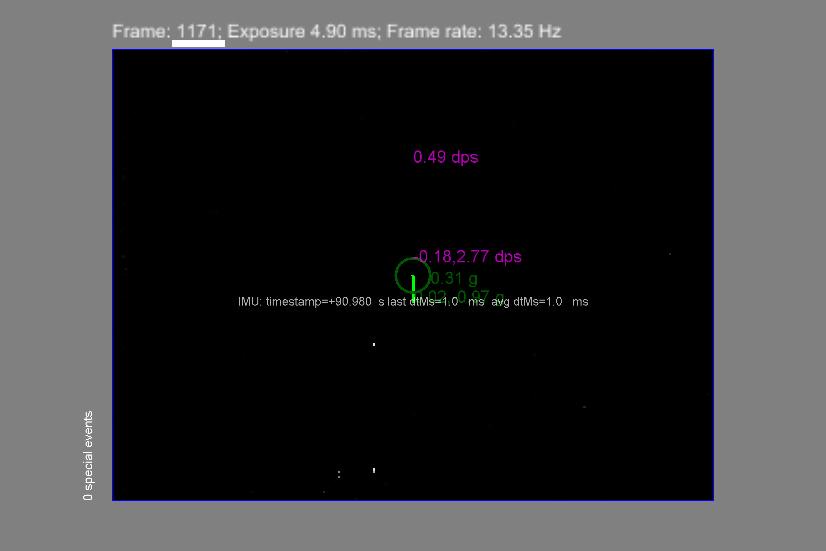 Frame: 1171; Exposure 4.90 ms; Frame rate: 13.35 Hz
0.49 dps
-0.18,2.77 dps
0.31 g
0.97 g
IMU: timestamp=+90.980 s last dtMs=1.0 ms avg dtMs=1.0 ms
0 special events